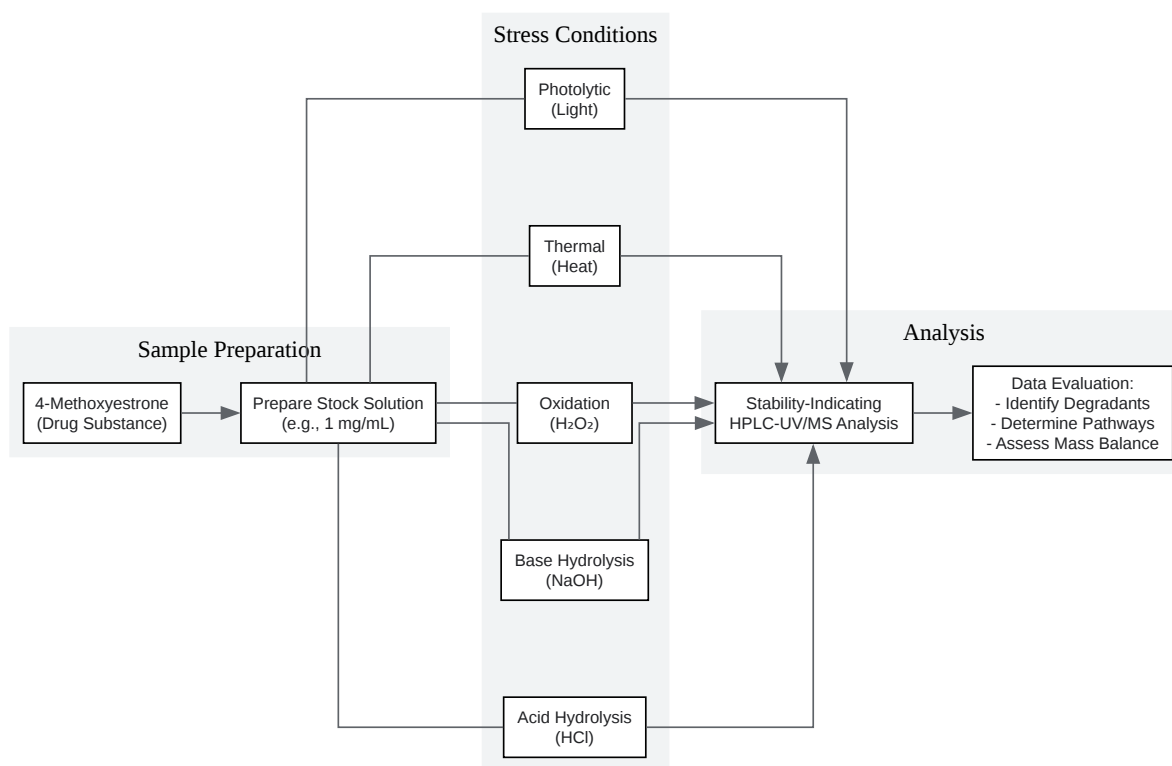 Stress Conditions
Photolytic
(Light)
Thermal
(Heat)
Sample Preparation
4-Methoxyestrone
(Drug Substance)
Prepare Stock Solution
(e.g., 1 mg/mL)
Oxidation
(H₂O₂)
Base Hydrolysis
(NaOH)
Acid Hydrolysis
(HCl)
Analysis
Stability-Indicating
HPLC-UV/MS Analysis
Data Evaluation:
- Identify Degradants
- Determine Pathways
- Assess Mass Balance